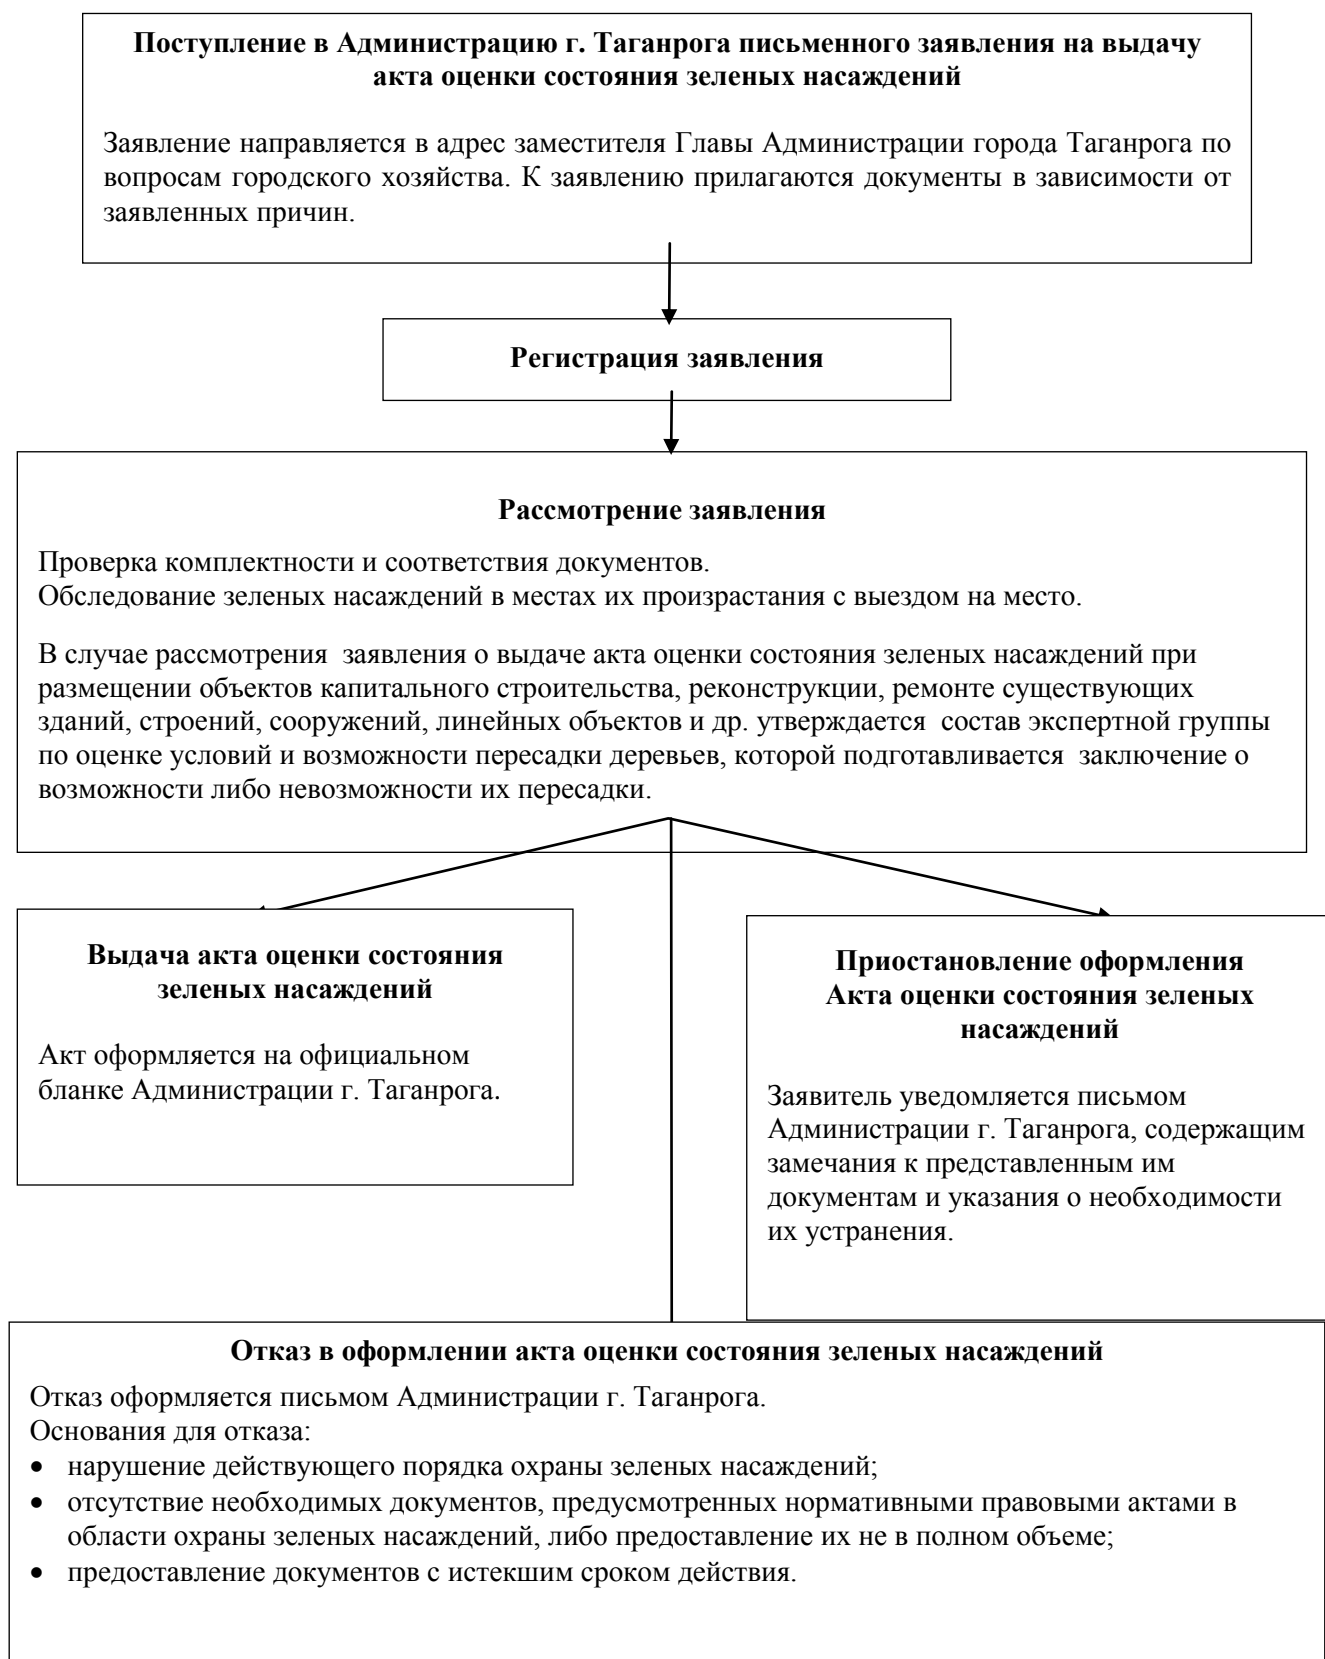 Поступление в Администрацию г. Таганрога письменного заявления на выдачу
акта оценки состояния зеленых насаждений
Заявление направляется в адрес заместителя Главы Администрации города Таганрога по
вопросам городского хозяйства. К заявлению прилагаются документы в зависимости от
заявленных причин.
Регистрация заявления
Рассмотрение заявления
Проверка комплектности и соответствия документов.
Обследование зеленых насаждений в местах их произрастания с выездом на место.
В случае рассмотрения заявления о выдаче акта оценки состояния зеленых насаждений при
размещении объектов капитального строительства, реконструкции, ремонте существующих
зданий, строений, сооружений, линейных объектов и др. утверждается состав экспертной группы
по оценке условий и возможности пересадки деревьев, которой подготавливается заключение о
возможности либо невозможности их пересадки.
Выдача акта оценки состояния
зеленых насаждений
Акт оформляется на официальном
бланке Администрации г. Таганрога.
Приостановление оформления
Акта оценки состояния зеленых
насаждений
Заявитель уведомляется письмом
Администрации г. Таганрога, содержащим
замечания к представленным им
документам и указания о необходимости
их устранения.
Отказ в оформлении акта оценки состояния зеленых насаждений
Отказ оформляется письмом Администрации г. Таганрога.
Основания для отказа:
• нарушение действующего порядка охраны зеленых насаждений;
• отсутствие необходимых документов, предусмотренных нормативными правовыми актами в
области охраны зеленых насаждений, либо предоставление их не в полном объеме;
• предоставление документов с истекшим сроком действия.